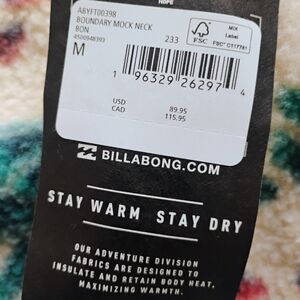 HDPE
ABYFT00398
BOUNDARY MOCK NECK
BON
4500948393
233
M
FSC
MIX
Label
FSC® C117781
1 96329 26297 4
USD 89.95
CAD 115.95
BILLABONG.COM
STAY WARM STAY DRY
OUR ADVENTURE DIVISION
FABRICS ARE DESIGNED TO
INSULATE AND RETAIN BODY HEAT,
MAXIMIZING WARMTH.